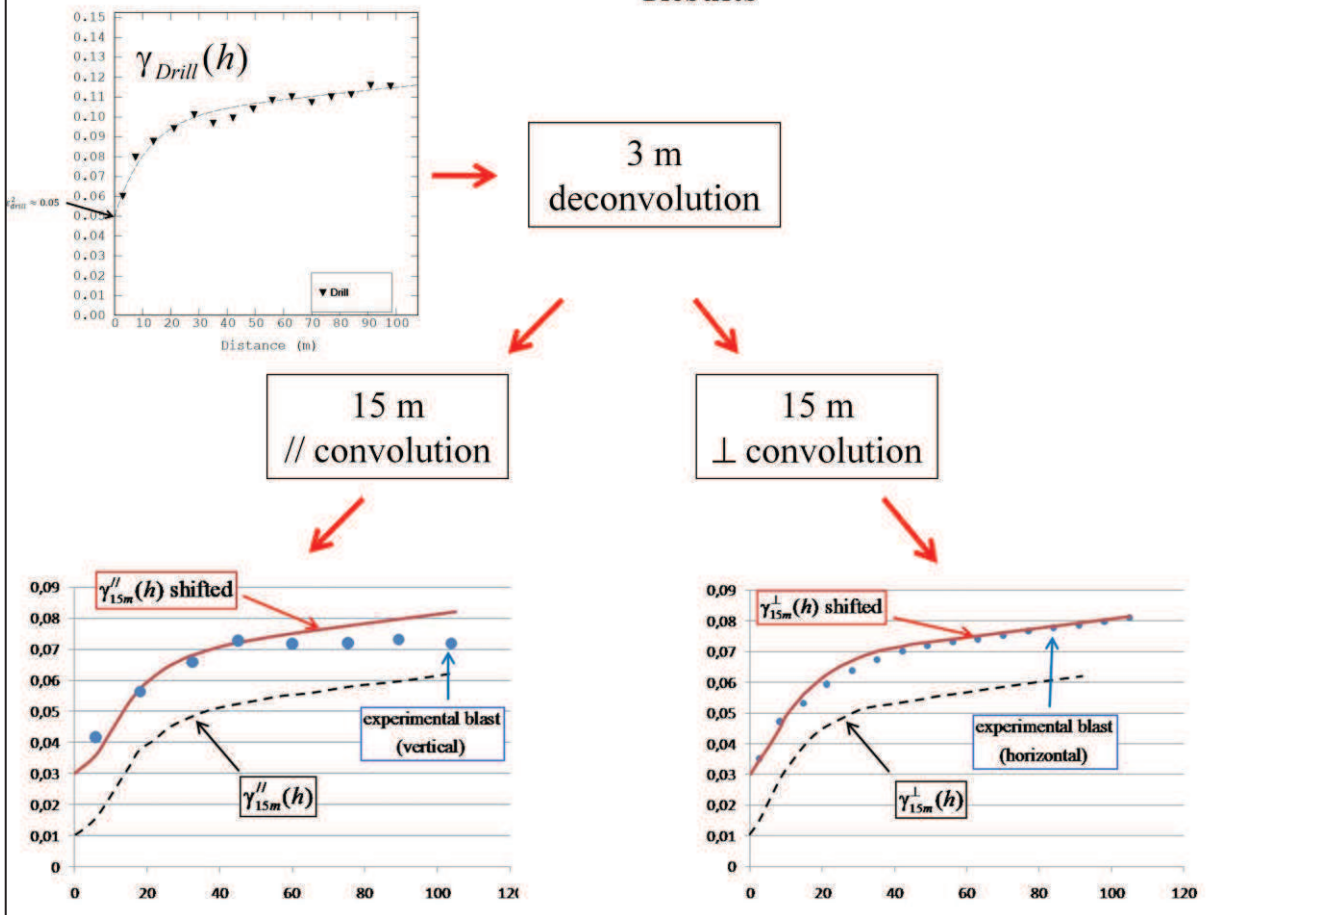 0.15
0.14
0.13
0.12
0.11
0.10
0.09
0.08
0.07
0.06
0.05
0.04
0.03
0.02
0.01
0.00
γ Drill (h)
= 0.05
Drill
0 10 20 30 40 50 60 70 80 90 100
Distance (m)
3 m
deconvolution
15 m
// convolution
15 m
⊥ convolution
0,09
0,08
0,07
0,06
0,05
0,04
0,03
0,02
0,01
0
γ//15m(h) shifted
experimental blast
(vertical)
γ//15m(h)
0 20 40 60 80 100
0,09
0,08
0,07
0,06
0,05
0,04
0,03
0,02
0,01
0
γ⊥15m(h) shifted
experimental blast
(horizontal)
γ⊥15m(h)
0 20 40 60 80 100 120